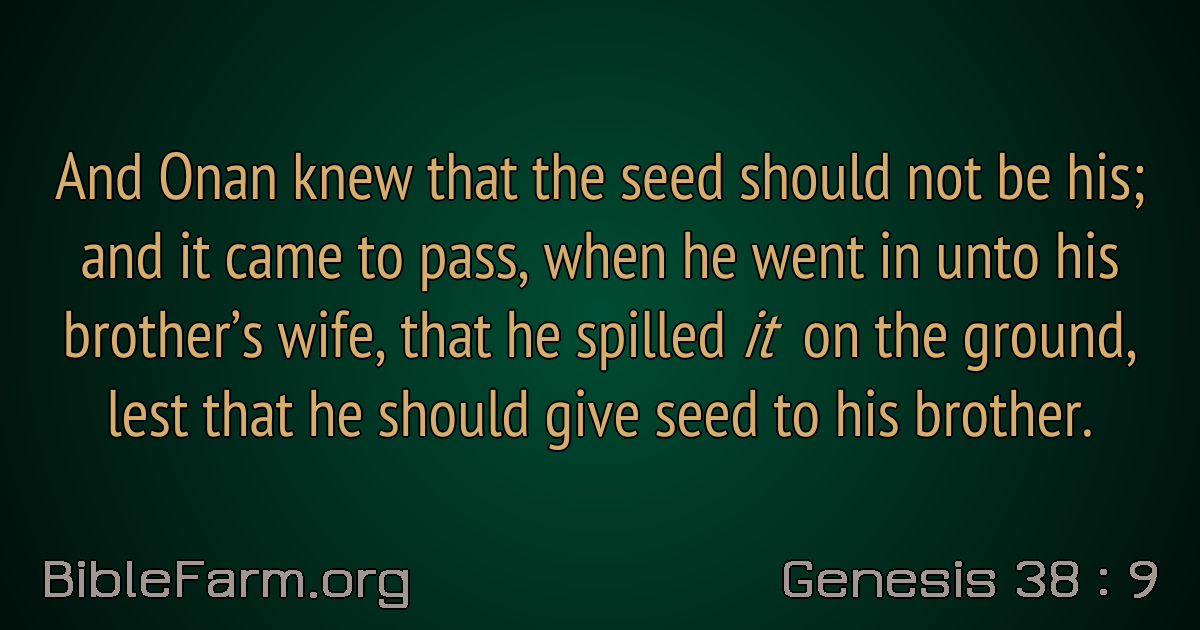 And Onan knew that the seed should not be his;
and it came to pass, when he went in unto his
brother’s wife, that he spilled it on the ground,
lest that he should give seed to his brother.
BibleFarm.org
Genesis 38 : 9